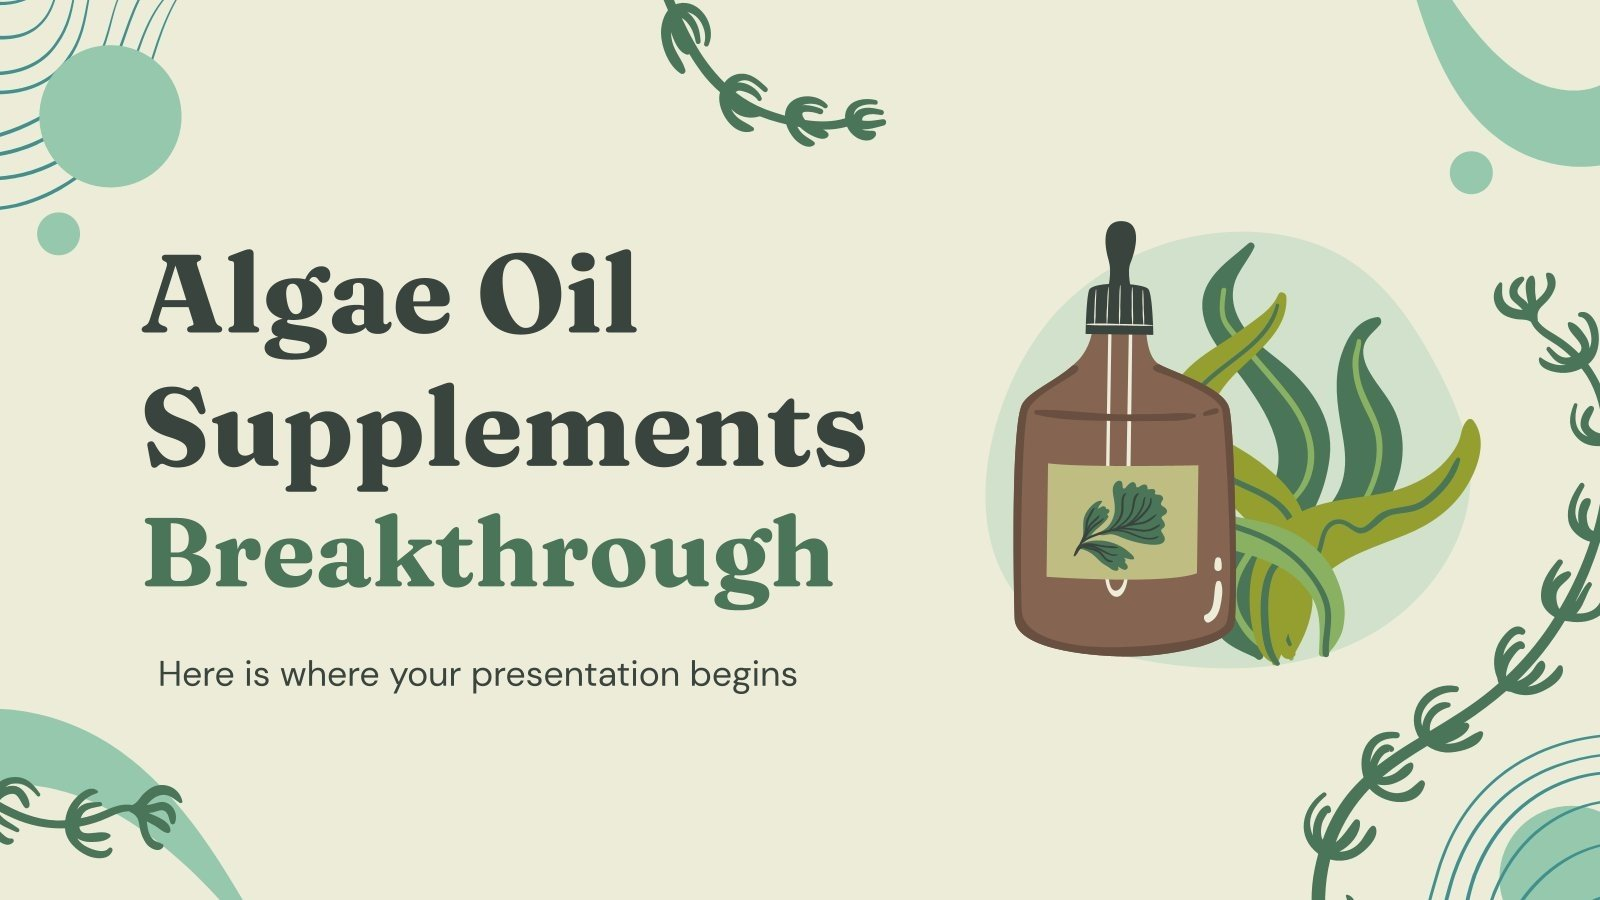 Algae Oil
Supplements
Breakthrough
Here is where your presentation begins